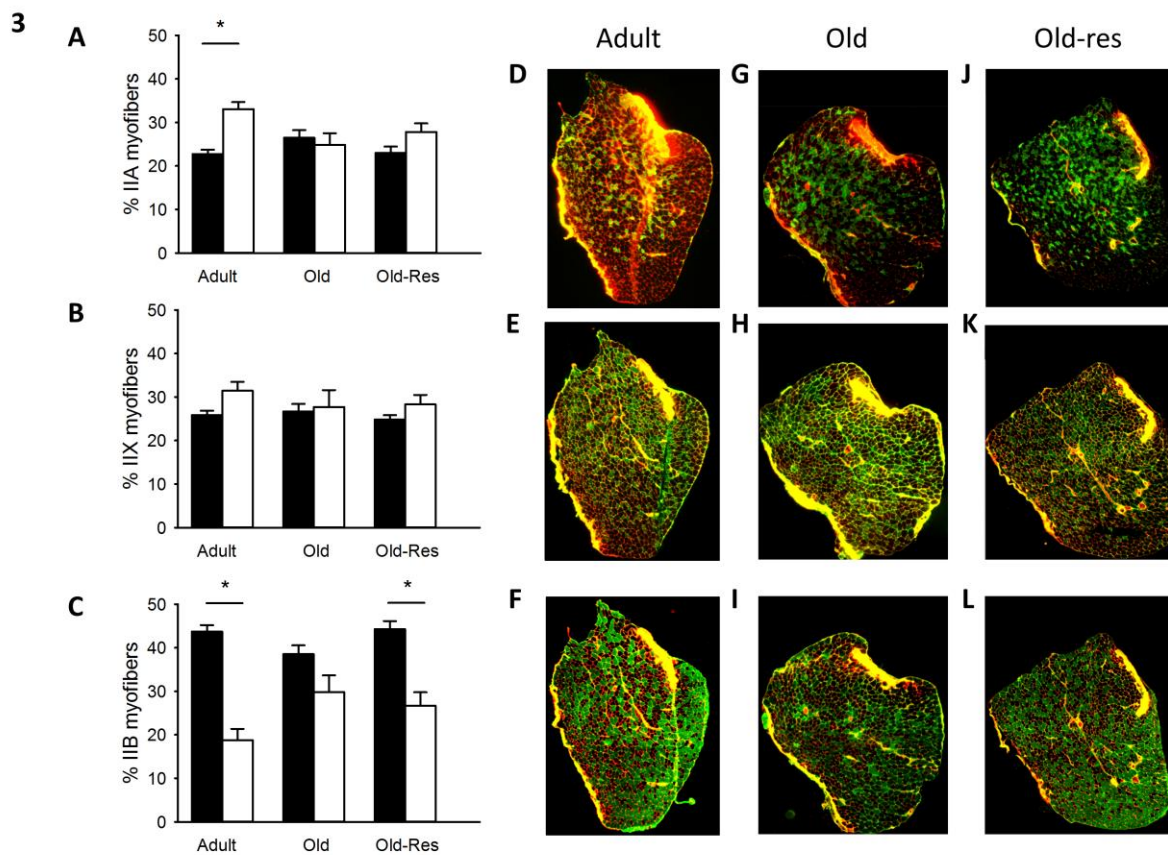 3
A
50
40
30
20
10
0
% IIA myofibers
*
Adult
Old
Old-Res
B
50
40
30
20
10
0
% IIX myofibers
Adult
Old
Old-Res
C
50
40
30
20
10
0
% IIB myofibers
*
*
Adult
Old
Old-Res
Adult
Old
Old-res
D
G
J
E
H
K
F
I
L